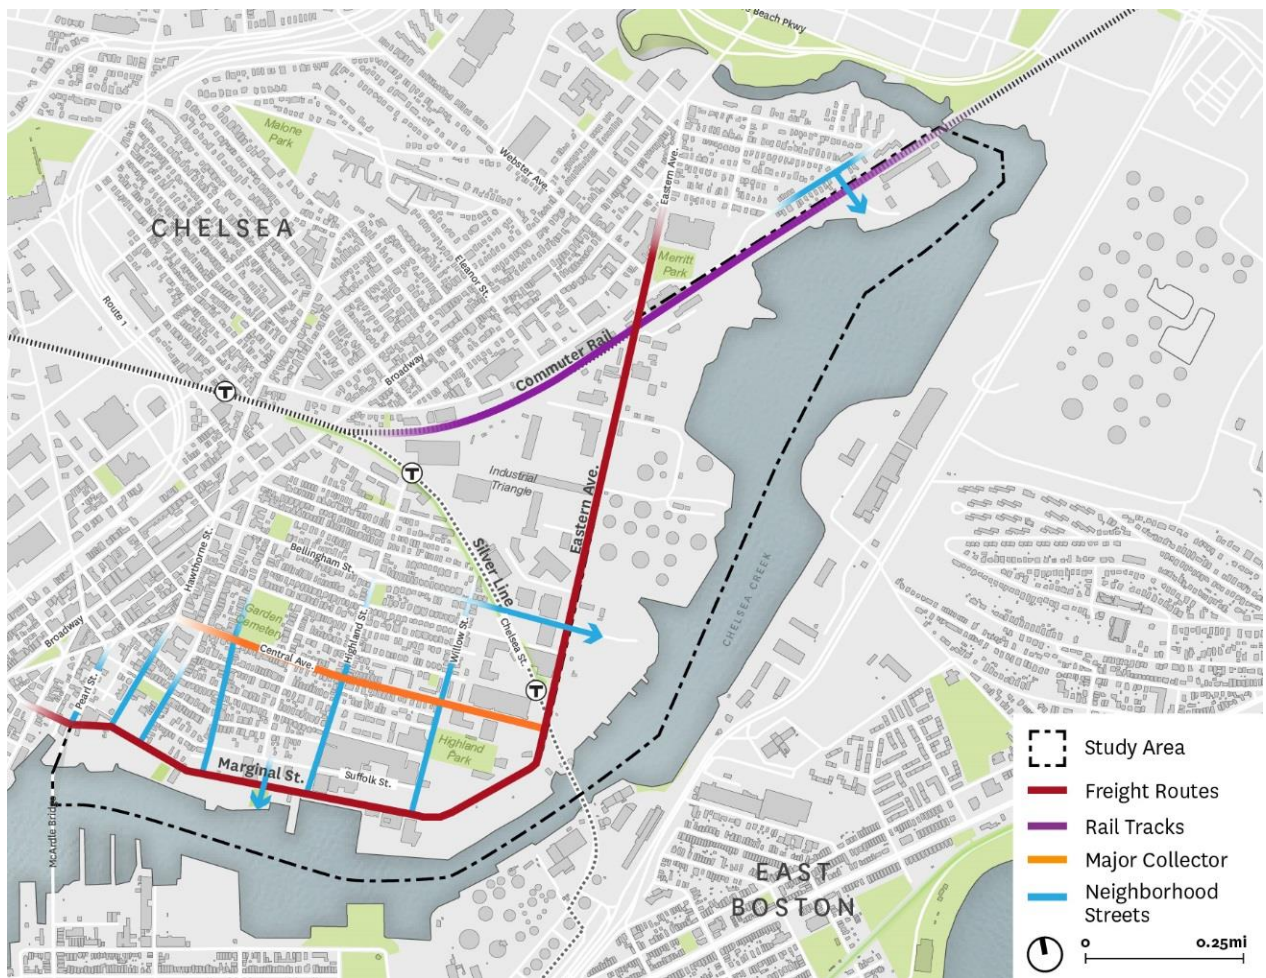 Beach Pkwy
Malone
Park
Webster Ave.
Eastern Ave.
CHELSEA
Merritt
Park
Eleanor St.
Route 1
Commuter Rail
Broadway
T
T
Industrial
Triangle
Eastern Ave.
Silver Line
Hawthorne St.
Bellingham St.
CHELSEA CREEK
Garden
Cemetery
Highland St.
Willow St.
Chelsea St.
Broadway
Central Ave.
Pearl St.
T
Highland
Park
Marginal St.
Suffolk St.
McArdle Bridge
EAST
BOSTON
Study Area
Freight Routes
Rail Tracks
Major Collector
Neighborhood
Streets
0 0.25mi